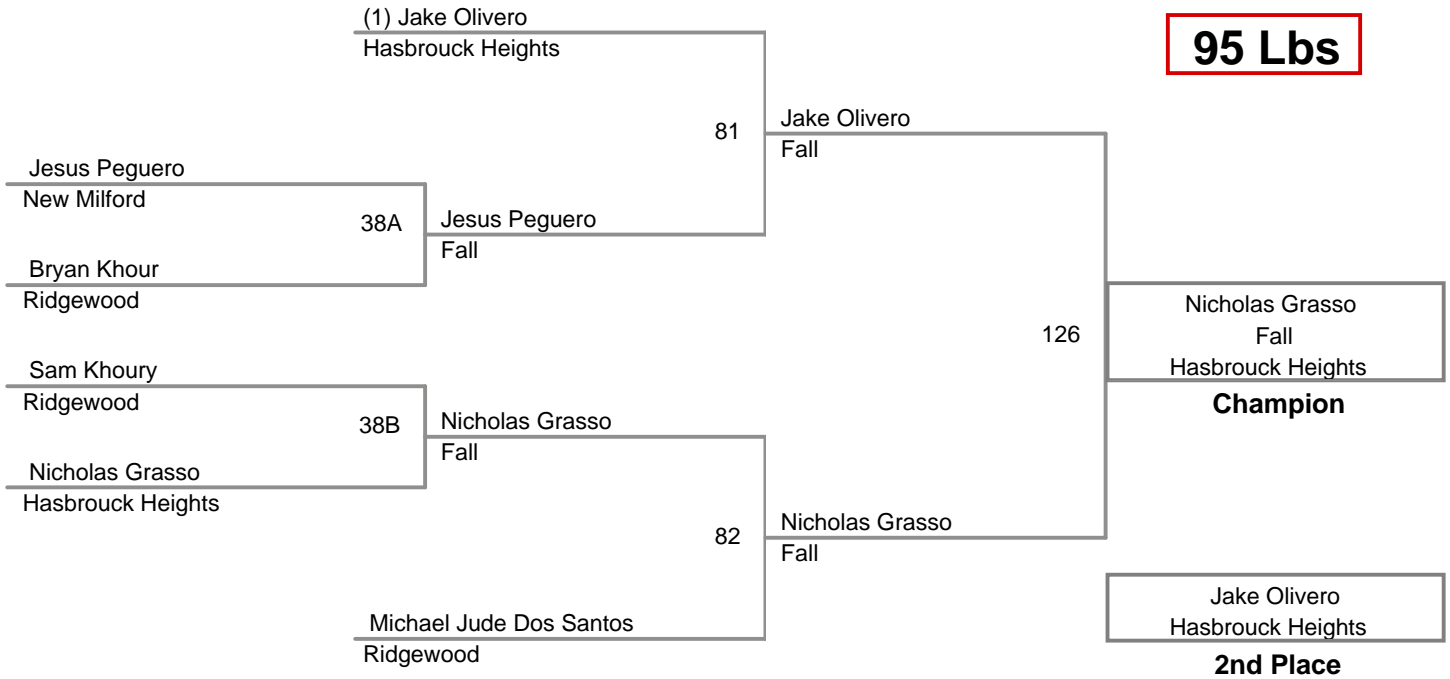 (1) Jake Olivero
Hasbrouck Heights
95 Lbs
81
Jake Olivero
Fall
Jesus Peguero
New Milford
38A
Jesus Peguero
Fall
Bryan Khour
Ridgewood
126
Nicholas Grasso
Fall
Hasbrouck Heights
Champion
Sam Khoury
Ridgewood
38B
Nicholas Grasso
Fall
Nicholas Grasso
Hasbrouck Heights
82
Nicholas Grasso
Fall
Michael Jude Dos Santos
Ridgewood
Jake Olivero
Hasbrouck Heights
2nd Place